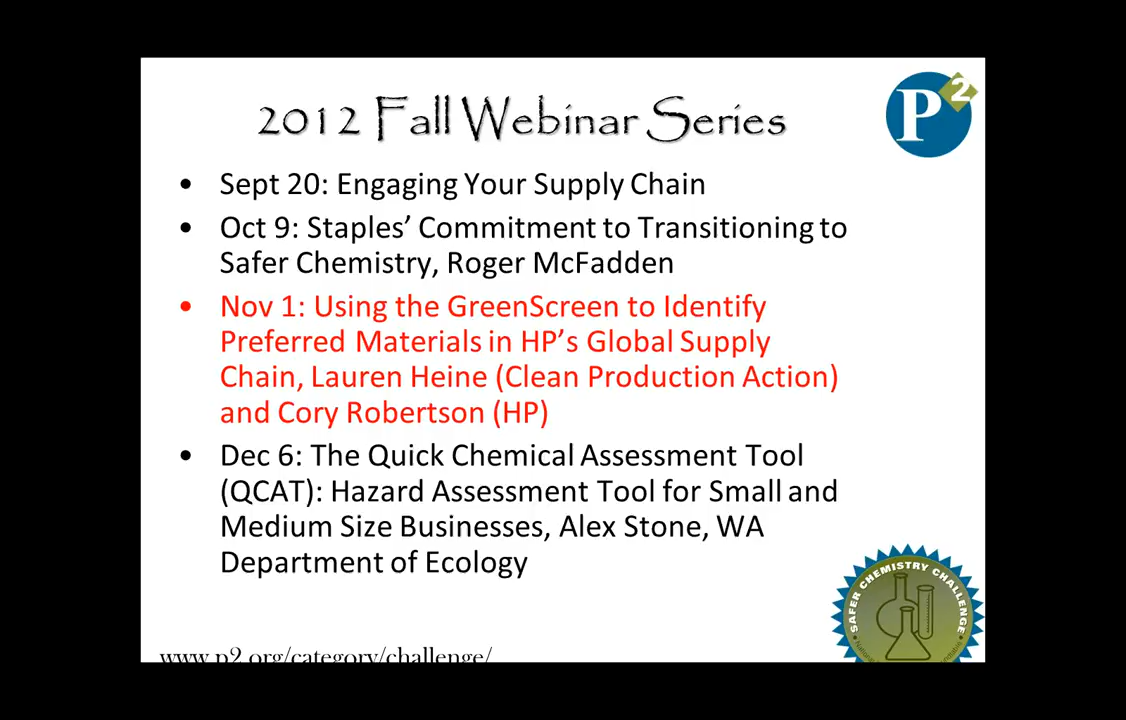 2012 Fall Webinar Series
P2
• Sept 20: Engaging Your Supply Chain
• Oct 9: Staples’ Commitment to Transitioning to
Safer Chemistry, Roger McFadden
• Nov 1: Using the GreenScreen to Identify
Preferred Materials in HP’s Global Supply
Chain, Lauren Heine (Clean Production Action)
and Cory Robertson (HP)
• Dec 6: The Quick Chemical Assessment Tool
(QCAT): Hazard Assessment Tool for Small and
Medium Size Businesses, Alex Stone, WA
Department of Ecology
SAFER CHEMISTRY CHALLENGE
www.p2.org/category/challenge/